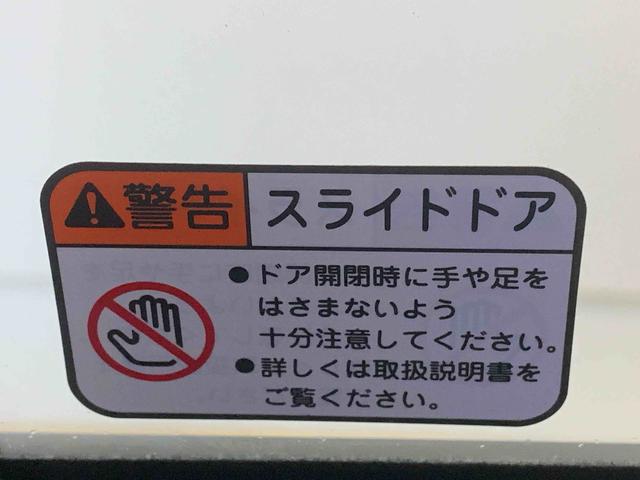 警告 スライドドア
●ドア開閉時に手や足を
はさまないよう
十分注意してください。
●詳しくは取扱説明書を
ご覧ください。